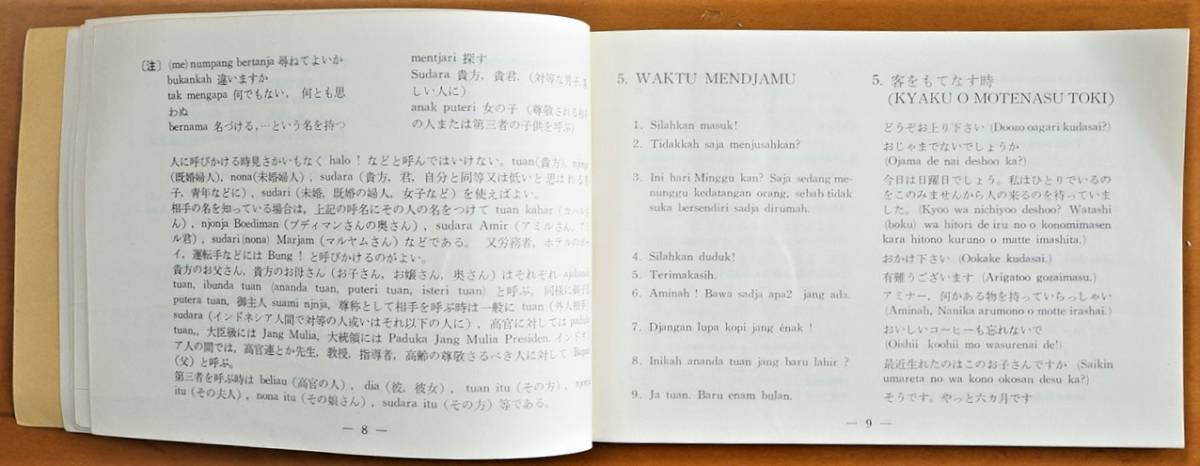 〔注〕 (me) numpang bertanja 尋ねてよいか
bukankah 違いますか
tak mengapa 何でもない， 何とも思
わぬ
bernama 名づける，…という名を持つ
mentjari 探す
Sudara 貴方，貴君，（対等な男子，
しい人に）
anak puteri 女の子（尊敬される
の人または第三者の子供を呼ぶ）
人に呼びかける時見さかいもなく halo！などと呼んではいけない。tuan（貴方），
（既婚婦人），nona（未婚婦人），sudara（貴方，君，自分と同等又は低いと思はれる男
子，青年などに），sudari（未婚，既婚の婦人，女子など）を使えばよい。
相手の名を知っている場合は，上記の呼名にその人の名をつけて tuan kahar（カハルさ
ん），njonja Boediman（ブディマンさんの奥さん），sudara Amir（アミルさん，アミ
ル君），sudari (nona) Marjam（マルヤムさん）などである。 又労務者，ホテルのボー
イ，運転手などには Bung！と呼びかけるのがよい。
貴方のお父さん，貴方のお母さん（お子さん，お嬢さん，奥さん）はそれぞれ
tuan, ibunda tuan (ananda tuan, puteri tuan, isteri tuan) と呼ぶ。同様に
putera tuan, 御主人 suami njnja, 尊称として相手を呼ぶ時は一般に tuan（外人相手）
sudara（インドネシア人間で対等の人或いはそれ以下の人に），高官に対しては paduka
tuan,，大臣級には Jang Mulia，大統領には Paduka Jang Mulia Presiden. インドネシ
ア人の間では，高官連とか先生，教授，指導者，高齢の尊敬さるべき人に対して Bapak
（父）と呼ぶ。
第三者を呼ぶ時は beliau（高官の人），dia（彼，彼女）， tuan itu（その方），
itu（その夫人），nona itu（その娘さん），sudara itu（その方）等である。
— 8 —
5. WAKTU MENDJAMU
1. Silahkan masuk!
2. Tidakkah saja menjusahkan?
3. Ini hari Minggu kan? Saja sedang me-
nunggu kedatangan orang, sebab tidak
suka bersendiri sadja dirumah.
4. Silahkan duduk!
5. Terimakasih.
6. Aminah! Bawa sadja apa2 jang ada.
7. Djangan lupa kopi jang énak!
8. Inikah ananda tuan jang baru lahir?
9. Ja tuan. Baru enam bulan.
5. 客をもてなす時
(KYAKU O MOTENASU TOKI)
どうぞお上り下さい (Doozo oagari kudasai?)
おじゃまでないでしょうか
(Ojama de nai deshoo ka?)
今日は日曜日でしょう。私はひとりでいるの
をこのみませんから人の来るのを待っていま
した。(Kyoo wa nichiyoo deshoo? Watashi
(boku) wa hitori de iru no o konomimasen
kara hitono kuruno o matte imashita.)
おかけ下さい (Ookake kudasai.)
有難うございます (Arigatoo gozaimasu.)
アミナー，何かある物を持っていらっしゃい
(Aminah, Nanika arumono o motte irashai.)
おいしいコーヒーも忘れないで
(Oishii koohii mo wasurenai de!)
最近生れたのはこのお子さんですか (Saikin
umareta no wa kono okosan desu ka?)
そうです。やっと六カ月です
— 9 —